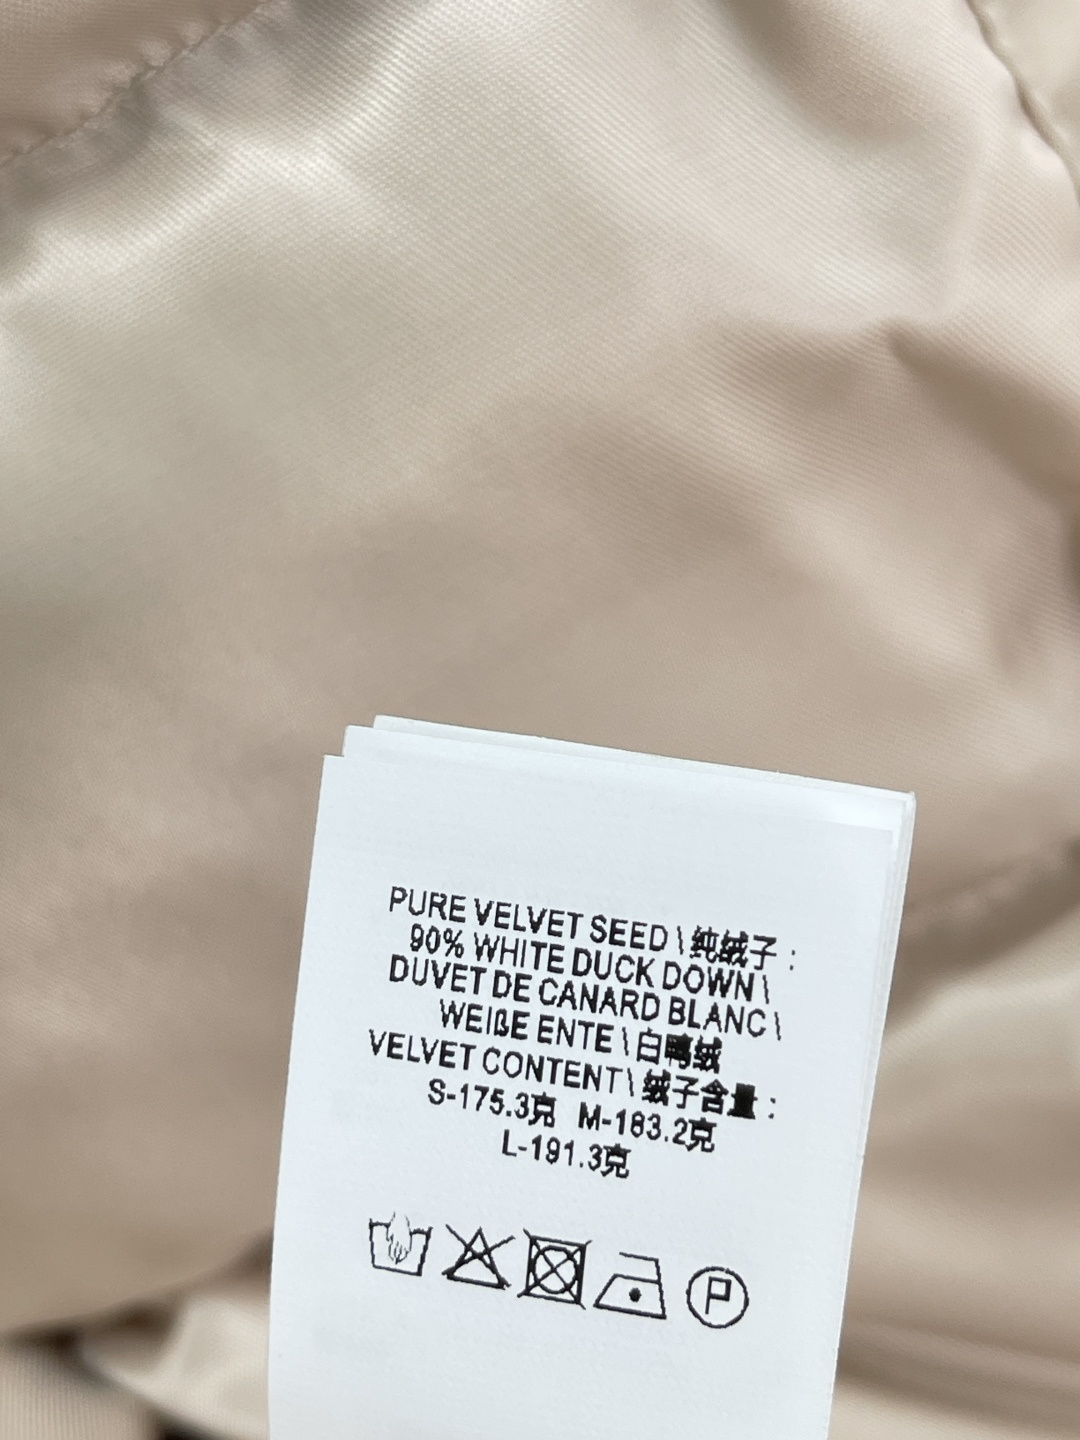 PURE VELVET SEED \ 纯绒子:
90% WHITE DUCK DOWN \
DUVET DE CANARD BLANC \
WEIßE ENTE \ 白鸭绒
VELVET CONTENT \ 绒子含量:
S-175.3克 M-183.2克
L-191.3克
P